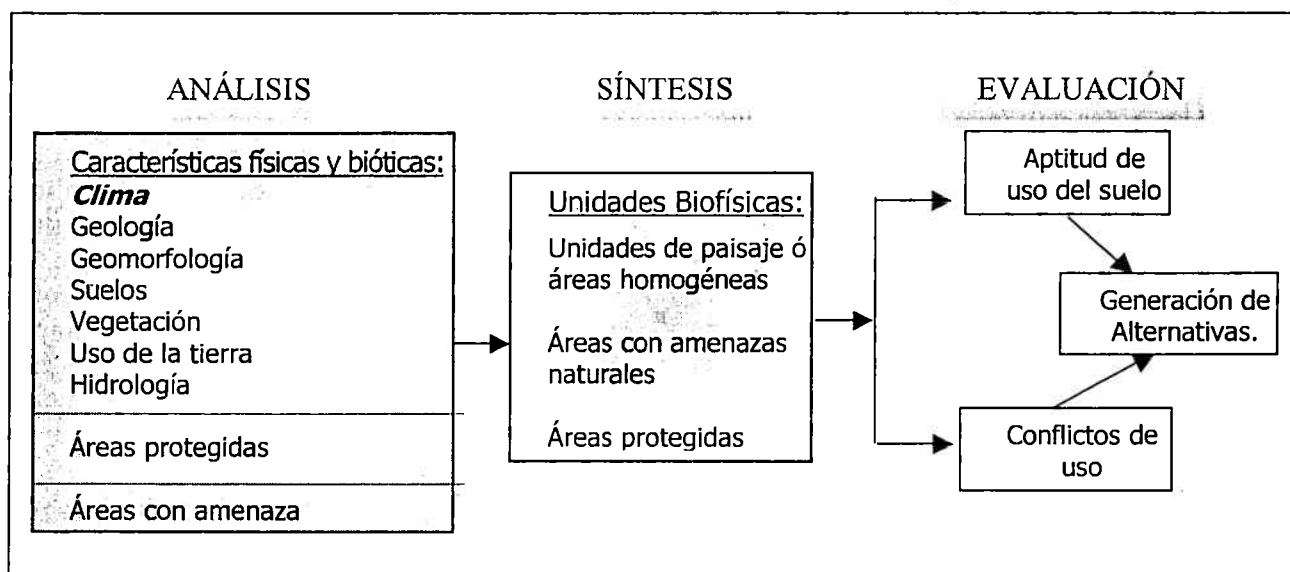 ANÁLISIS
SÍNTESIS
EVALUACIÓN
Características físicas y bióticas:
Clima
Geología
Geomorfología
Suelos
Vegetación
Uso de la tierra
Hidrología
Áreas protegidas
Áreas con amenaza
Unidades Biofísicas:
Unidades de paisaje ó
áreas homogéneas
Áreas con amenazas
naturales
Áreas protegidas
Aptitud de
uso del suelo
Generación de
Alternativas.
Conflictos de
uso